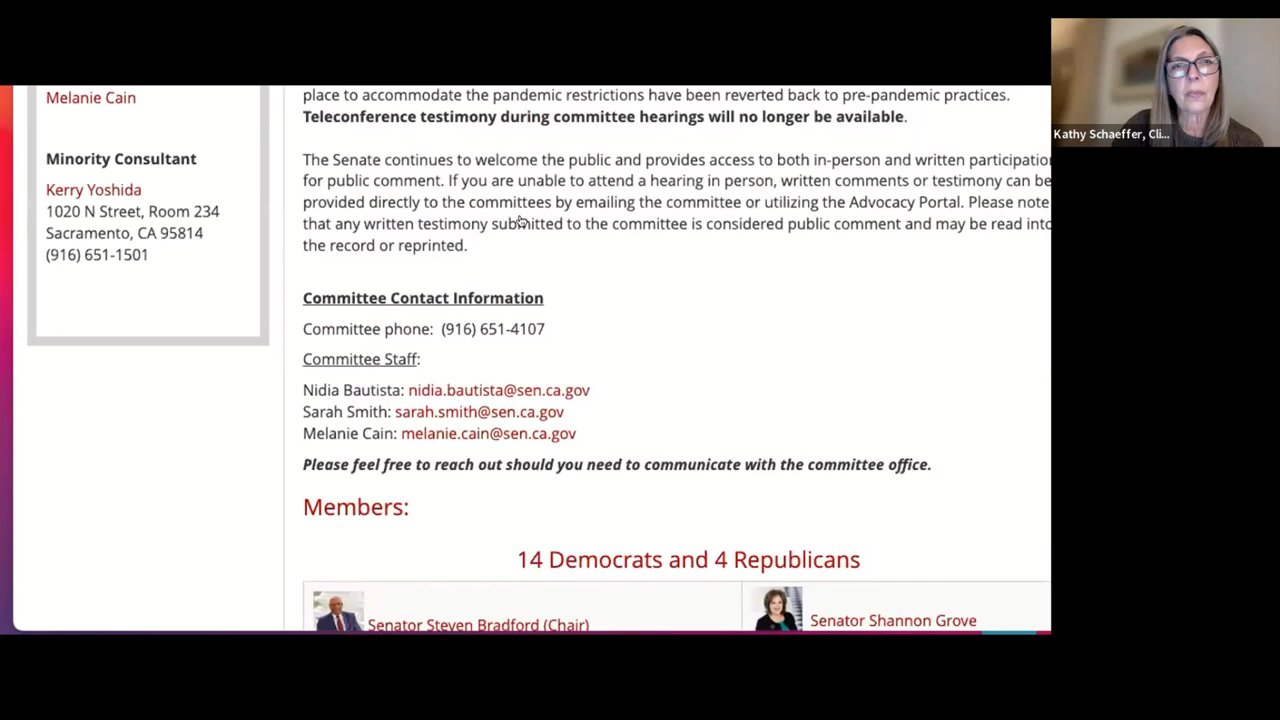 Melanie Cain
Minority Consultant
Kerry Yoshida
1020 N Street, Room 234
Sacramento, CA 95814
(916) 651-1501
place to accommodate the pandemic restrictions have been reverted back to pre-pandemic practices.
Teleconference testimony during committee hearings will no longer be available.
The Senate continues to welcome the public and provides access to both in-person and written participation
for public comment. If you are unable to attend a hearing in person, written comments or testimony can be
provided directly to the committees by emailing the committee or utilizing the Advocacy Portal. Please note
that any written testimony submitted to the committee is considered public comment and may be read into
the record or reprinted.
Committee Contact Information
Committee phone: (916) 651-4107
Committee Staff:
Nidia Bautista: nidia.bautista@sen.ca.gov
Sarah Smith: sarah.smith@sen.ca.gov
Melanie Cain: melanie.cain@sen.ca.gov
Please feel free to reach out should you need to communicate with the committee office.
Members:
14 Democrats and 4 Republicans
Senator Steven Bradford (Chair)
Senator Shannon Grove
Kathy Schaeffer, Cli...